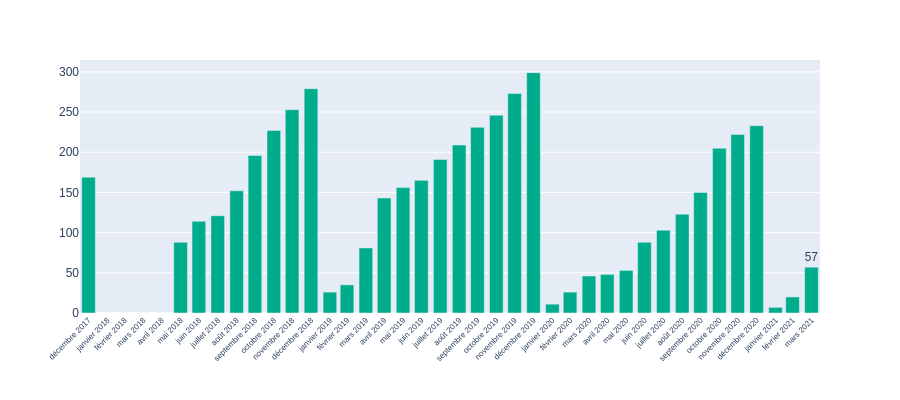 300
250
200
150
100
50
0
57
décembre 2017
janvier 2018
février 2018
mars 2018
avril 2018
mai 2018
juin 2018
juillet 2018
août 2018
septembre 2018
octobre 2018
novembre 2018
décembre 2018
janvier 2019
février 2019
mars 2019
avril 2019
mai 2019
juin 2019
juillet 2019
août 2019
septembre 2019
octobre 2019
novembre 2019
décembre 2019
janvier 2020
février 2020
mars 2020
avril 2020
mai 2020
juin 2020
juillet 2020
août 2020
septembre 2020
octobre 2020
novembre 2020
décembre 2020
janvier 2021
février 2021
mars 2021